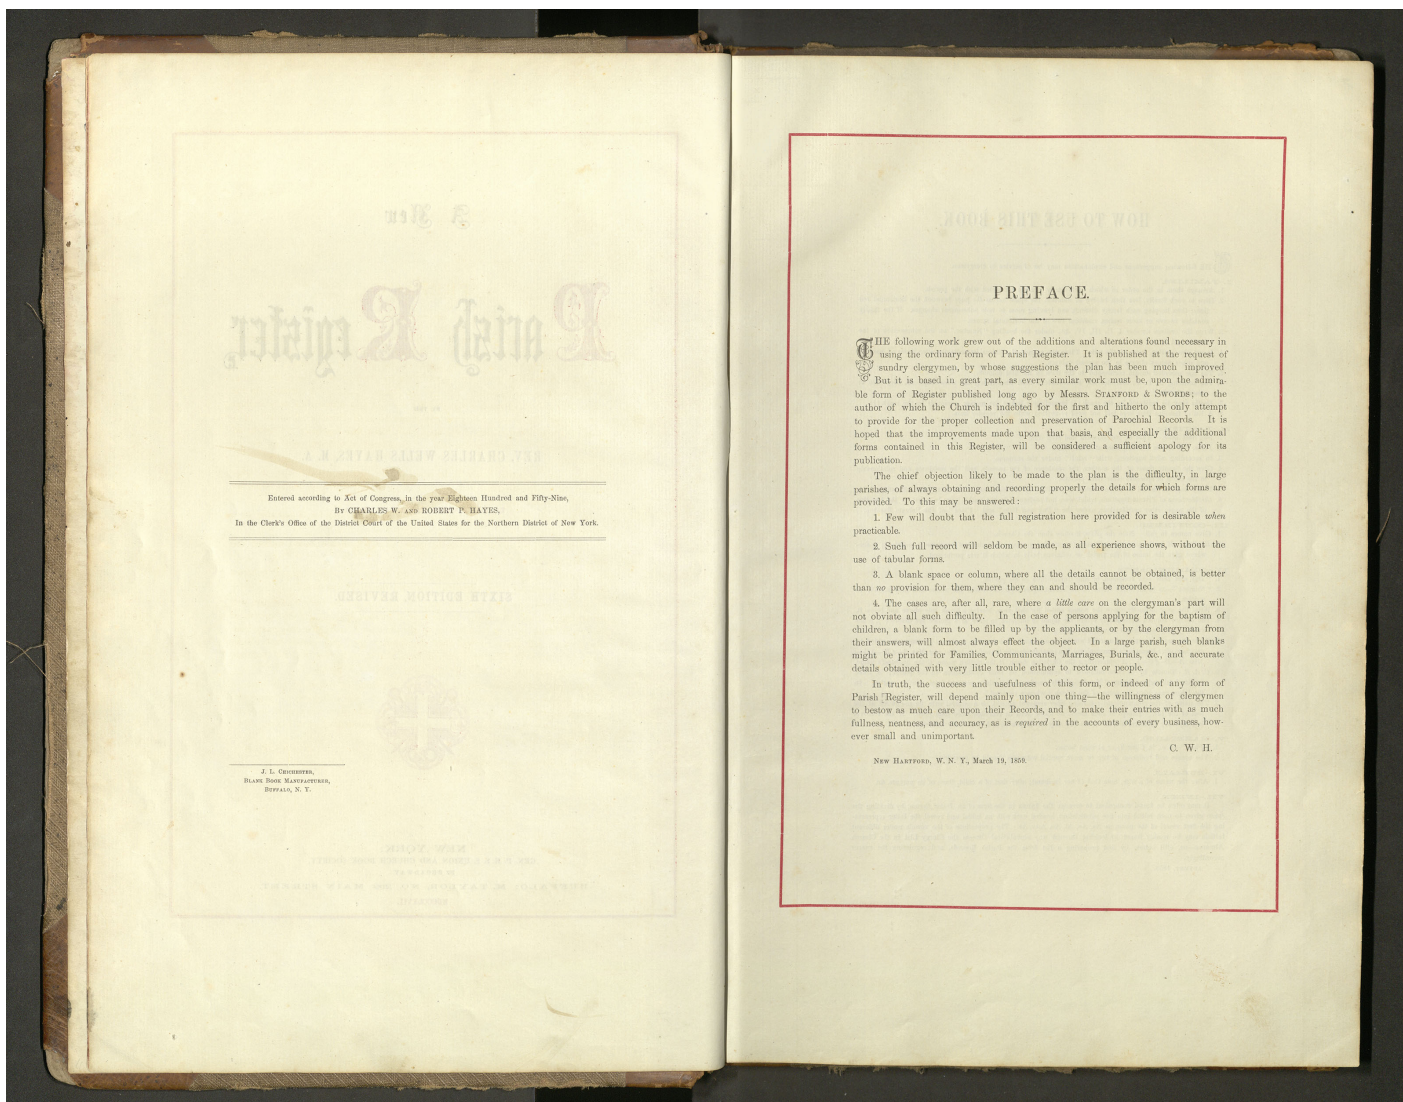 Entered according to Act of Congress, in the year Eighteen Hundred and Fifty-Nine,
By CHARLES W. AND ROBERT P. HAYES,
In the Clerk's Office of the District Court of the United States for the Northern District of New York.
J. L. Chichester,
Blank Book Manufacturer,
Buffalo, N. Y.
PREFACE.
THE following work grew out of the additions and alterations found necessary in
using the ordinary form of Parish Register. It is published at the request of
sundry clergymen, by whose suggestions the plan has been much improved
But it is based in great part, as every similar work must be, upon the admira-
ble form of Register published long ago by Messrs. Stanford & Swords; to the
author of which the Church is indebted for the first and hitherto the only attempt
to provide for the proper collection and preservation of Parochial Records. It is
hoped that the improvements made upon that basis, and especially the additional
forms contained in this Register, will be considered a sufficient apology for its
publication.
The chief objection likely to be made to the plan is the difficulty, in large
parishes, of always obtaining and recording properly the details for which forms are
provided. To this may be answered:
1. Few will doubt that the full registration here provided for is desirable when
practicable.
2. Such full record will seldom be made, as all experience shows, without the
use of tabular forms.
3. A blank space or column, where all the details cannot be obtained, is better
than no provision for them, where they can and should be recorded.
4. The cases are, after all, rare, where a little care on the clergyman's part will
not obviate all such difficulty. In the case of persons applying for the baptism of
children, a blank form to be filled up by the applicants, or by the clergyman from
their answers, will almost always effect the object. In a large parish, such blanks
might be printed for Families, Communicants, Marriages, Burials, &c., and accurate
details obtained with very little trouble either to rector or people.
In truth, the success and usefulness of this form, or indeed of any form of
Parish Register, will depend mainly upon one thing—the willingness of clergymen
to bestow as much care upon their Records, and to make their entries with as much
fullness, neatness, and accuracy, as is required in the accounts of every business, how-
ever small and unimportant.
C. W. H.
New Hartford, W. N. Y., March 19, 1859.